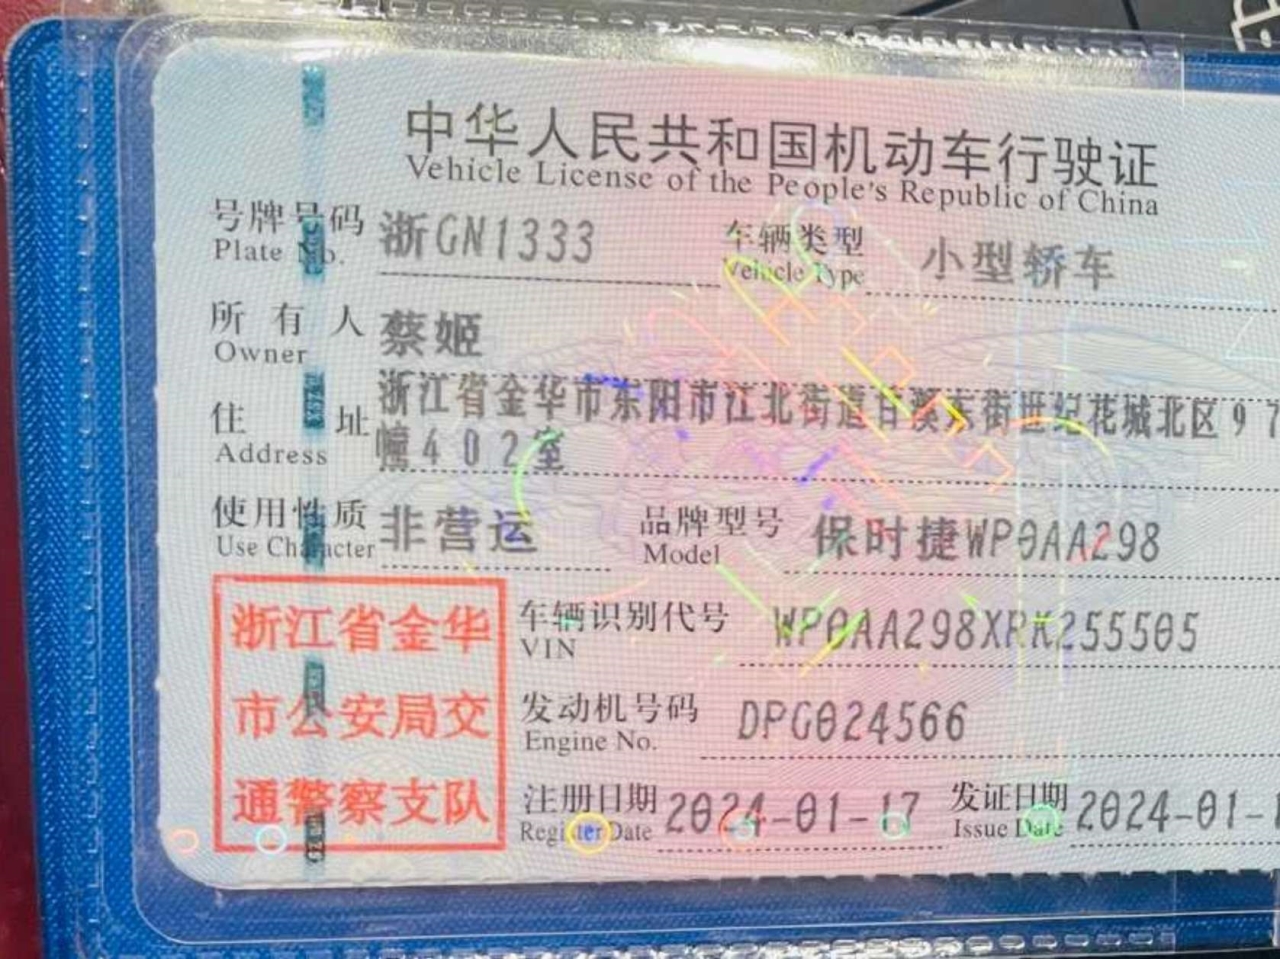 中华人民共和国机动车行驶证
Vehicle License of the People's Republic of China
号牌号码 浙GN1333 车辆类型 小型轿车
Plate No. Vehicle Type
所有人 蔡姬
Owner
浙江省金华市东阳市江北街道甘溪东街世纪花城北区97
住址 幢402室
Address
使用性质 非营运 品牌型号 保时捷WP0AA298
Use Character Model
浙江省金华
市公安局交
通警察支队
车辆识别代号 WP0AA298XRK255505
VIN
发动机号码 DPG024566
Engine No.
注册日期 2024-01-17 发证日期 2024-01-1
Register Date Issue Date